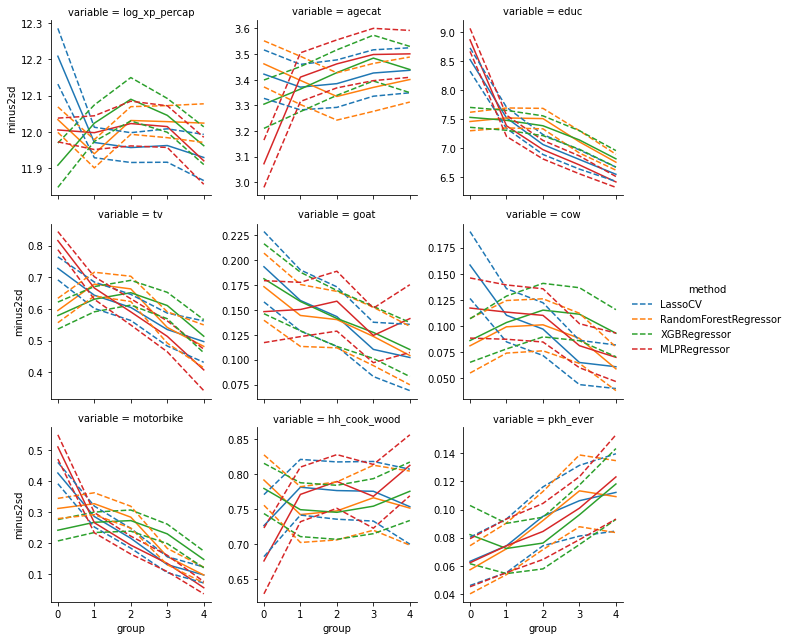 variable = log_xp_percap
variable = agecat
variable = educ
12.3
12.2
12.1
12.0
11.9
minus2sd
3.6
3.5
3.4
3.3
3.2
3.1
3.0
9.0
8.5
8.0
7.5
7.0
6.5
variable = tv
variable = goat
variable = cow
0.8
0.7
0.6
0.5
0.4
minus2sd
0.225
0.200
0.175
0.150
0.125
0.100
0.075
0.175
0.150
0.125
0.100
0.075
0.050
method
LassoCV
RandomForestRegressor
XGBRegressor
MLPRegressor
variable = motorbike
variable = hh_cook_wood
variable = pkh_ever
0.5
0.4
0.3
0.2
0.1
minus2sd
0 1 2 3 4
group
0.85
0.80
0.75
0.70
0.65
0 1 2 3 4
group
0.14
0.12
0.10
0.08
0.06
0.04
0 1 2 3 4
group